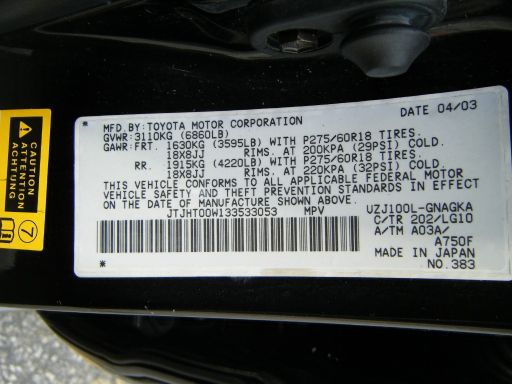 MFD.BY:TOYOTA MOTOR CORPORATION DATE 04/03
GVWR:3110KG (6860LB)
GAWR:FRT. 1630KG (3595LB) WITH P275/60R18 TIRES.
18X8JJ RIMS. AT 200KPA (29PSI) COLD.
RR. 1915KG (4220LB) WITH P275/60R18 TIRES.
18X8JJ RIMS. AT 220KPA (32PSI) COLD.
THIS VEHICLE CONFORMS TO ALL APPLICABLE FEDERAL MOTOR
VEHICLE SAFETY AND THEFT PREVENTION STANDARDS IN EFFECT
ON THE DATE OF MANUFACTURE SHOWN ABOVE.
JTJHT00W133533053 MPV UZJ100L-GNAGKA
C/TR 202/LG10
A/TM A03A/
A750F
* * MADE IN JAPAN
NO.383
CAUTION
ATTENTION
ACHTUNG